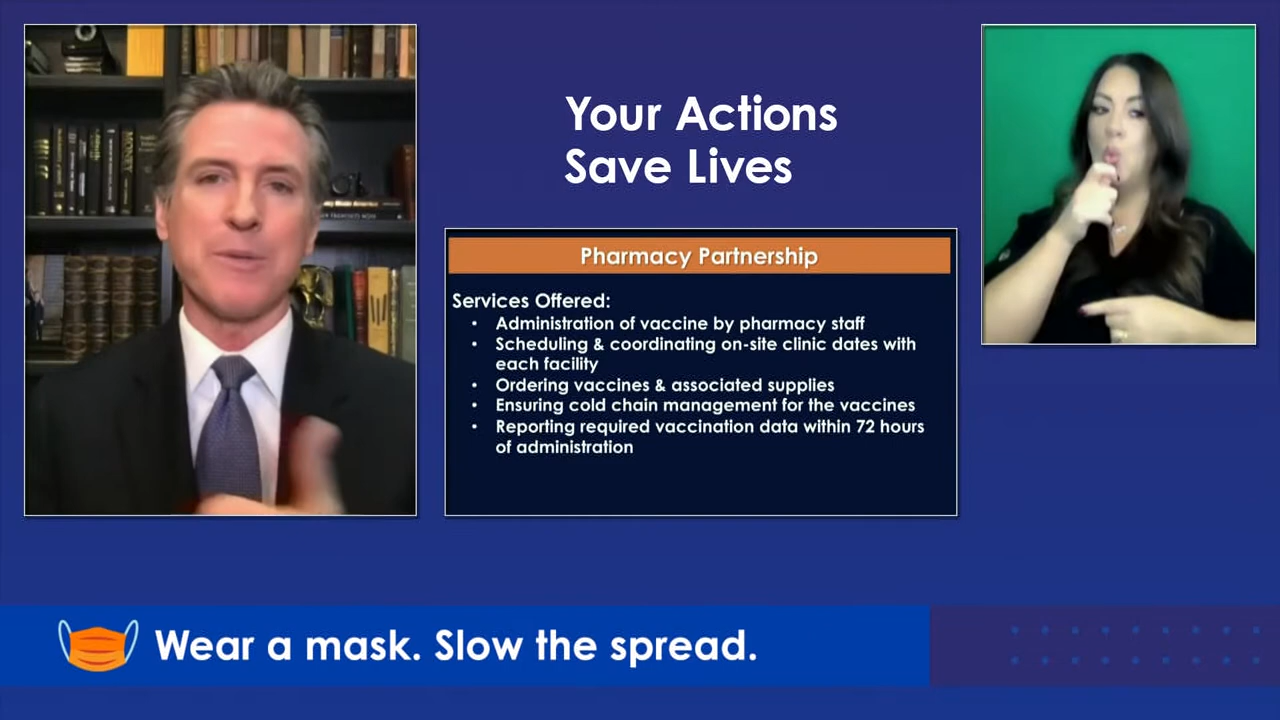 Your Actions
Save Lives
Pharmacy Partnership
Services Offered:
• Administration of vaccine by pharmacy staff
• Scheduling & coordinating on-site clinic dates with
each facility
• Ordering vaccines & associated supplies
• Ensuring cold chain management for the vaccines
• Reporting required vaccination data within 72 hours
of administration
MONEY
Wear a mask. Slow the spread.